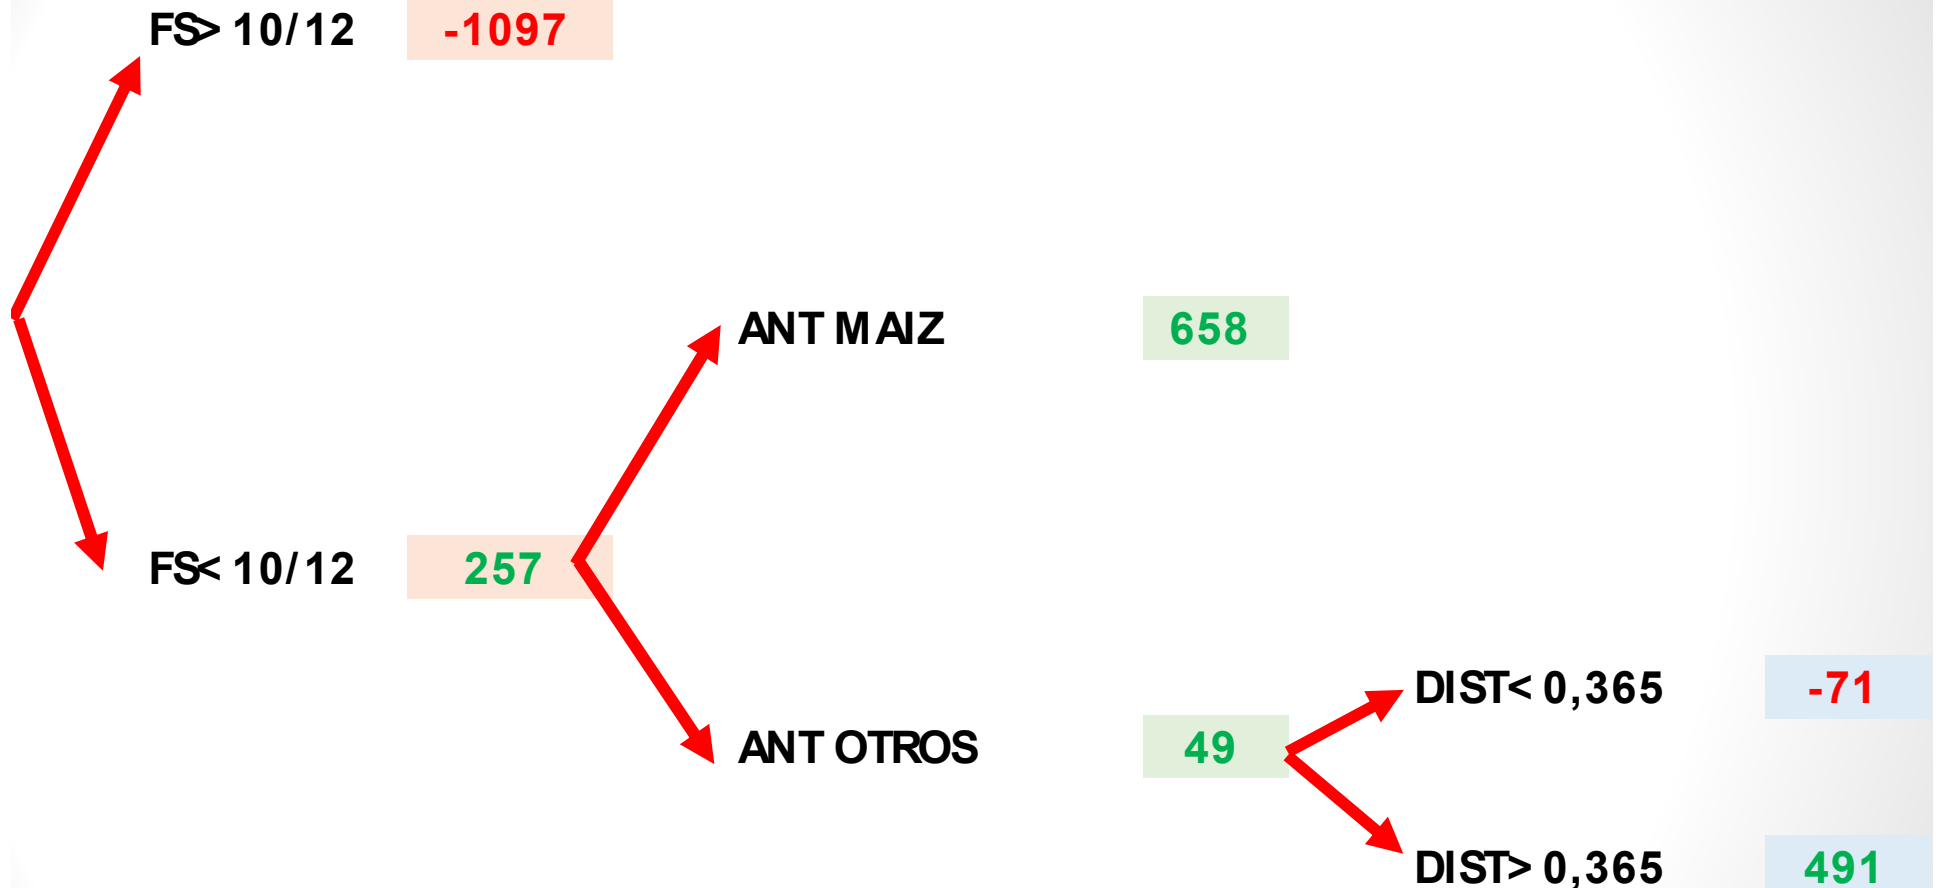 FS> 10/12 -1097
ANT MAIZ 658
FS< 10/12 257
DIST< 0,365 -71
ANT OTROS 49
DIST> 0,365 491